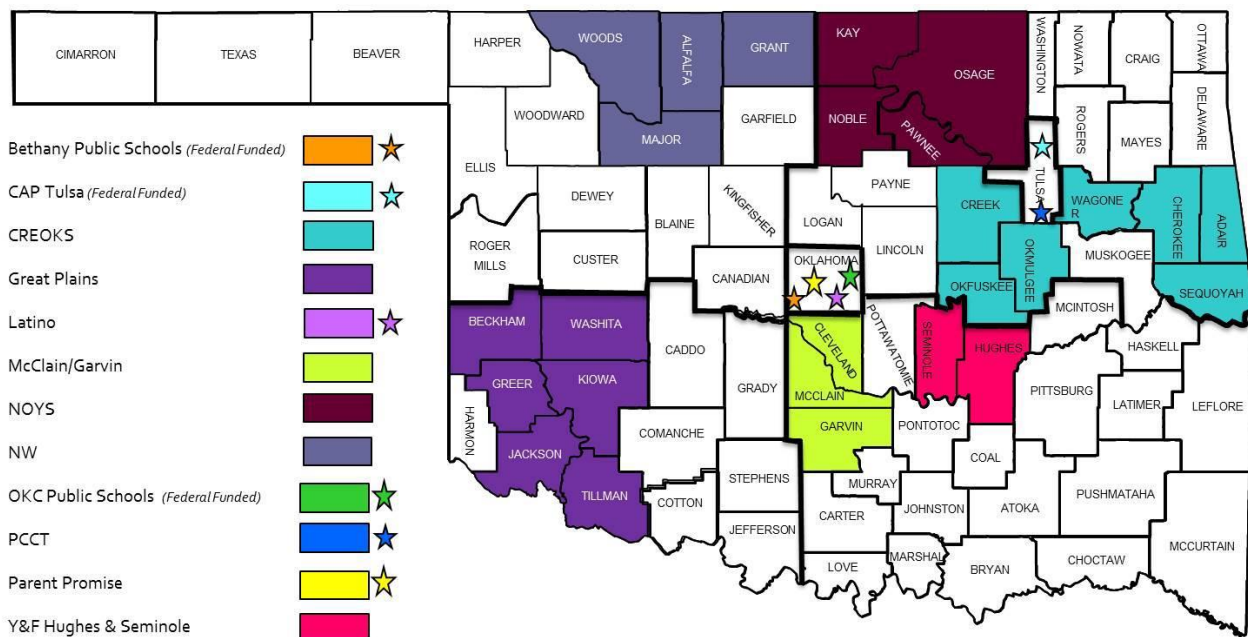 CIMARRON
TEXAS
BEAVER
HARPER
WOODS
ALFALFA
GRANT
KAY
OSAGE
WASHINGTON
NOWATA
CRAIG
OTTAWA
WOODWARD
MAJOR
GARFIELD
NOBLE
PAWNEE
ROGERS
MAYES
DELAWARE
ELLIS
DEWEY
BLAINE
KINGFISHER
LOGAN
PAYNE
CREEK
TULSA
WAGONE
R
CHEROKEE
ADAIR
ROGER
MILLS
CUSTER
CANADIAN
OKLAHOMA
LINCOLN
OKFUSKEE
OKMULGEE
MUSKOGEE
SEQUOYAH
BECKHAM
WASHITA
CADDO
GRADY
CLEVELAND
MCCLAIN
POTTAWATOMIE
SEMINOLE
HUGHES
MCINTOSH
HASKELL
GREER
KIOWA
HARMON
JACKSON
TILLMAN
COMANCHE
COTTON
STEPHENS
JEFFERSON
GARVIN
PONTOTOC
COAL
PITTSBURG
LATIMER
LEFLORE
MURRAY
CARTER
JOHNSTON
ATOKA
PUSHMATAHA
MCCURTAIN
LOVE
MARSHAL
BRYAN
CHOCTAW
Bethany Public Schools (Federal Funded)
CAP Tulsa (Federal Funded)
CREOKS
Great Plains
Latino
McClain/Garvin
NOYS
NW
OKC Public Schools (Federal Funded)
PCCT
Parent Promise
Y&F Hughes & Seminole